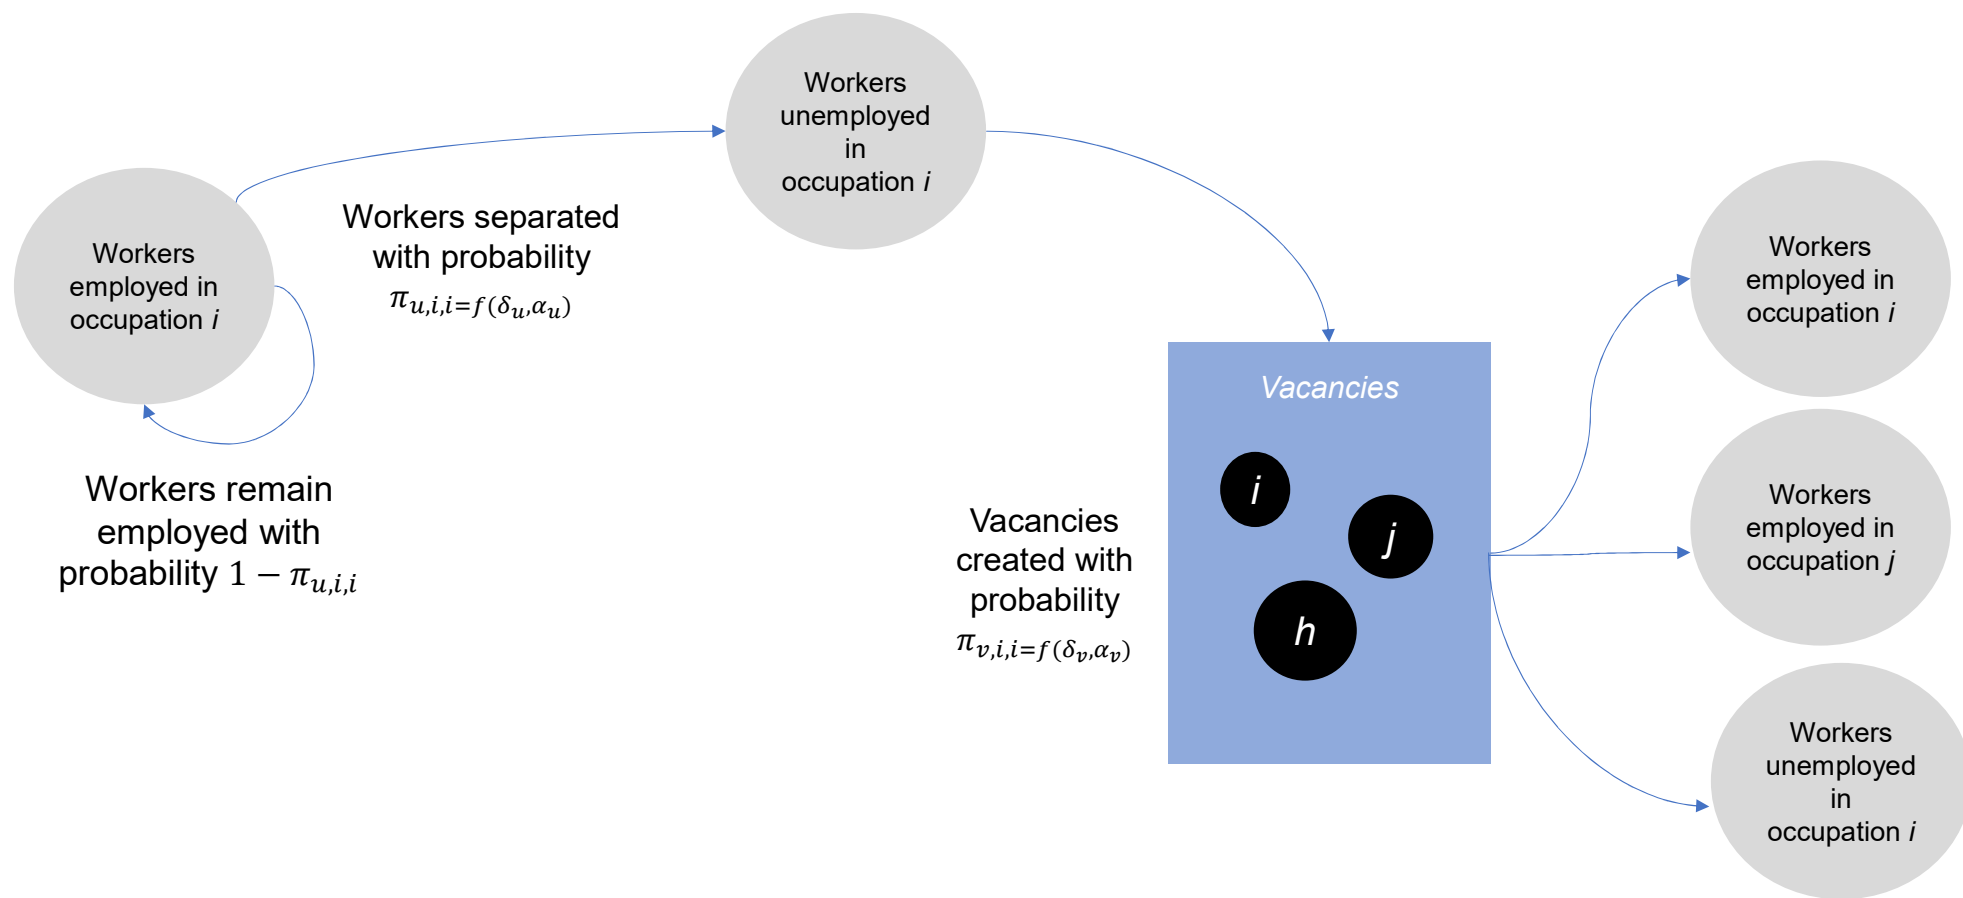 Workers
employed in
occupation i
Workers separated
with probability
π_{u,i,i=f(δ_u,α_u)}
Workers remain
employed with
probability 1 − π_{u,i,i}
Workers
unemployed
in
occupation i
Vacancies
created with
probability
π_{v,i,i=f(δ_v,α_v)}
Vacancies
i
j
h
Workers
employed in
occupation i
Workers
employed in
occupation j
Workers
unemployed
in
occupation i